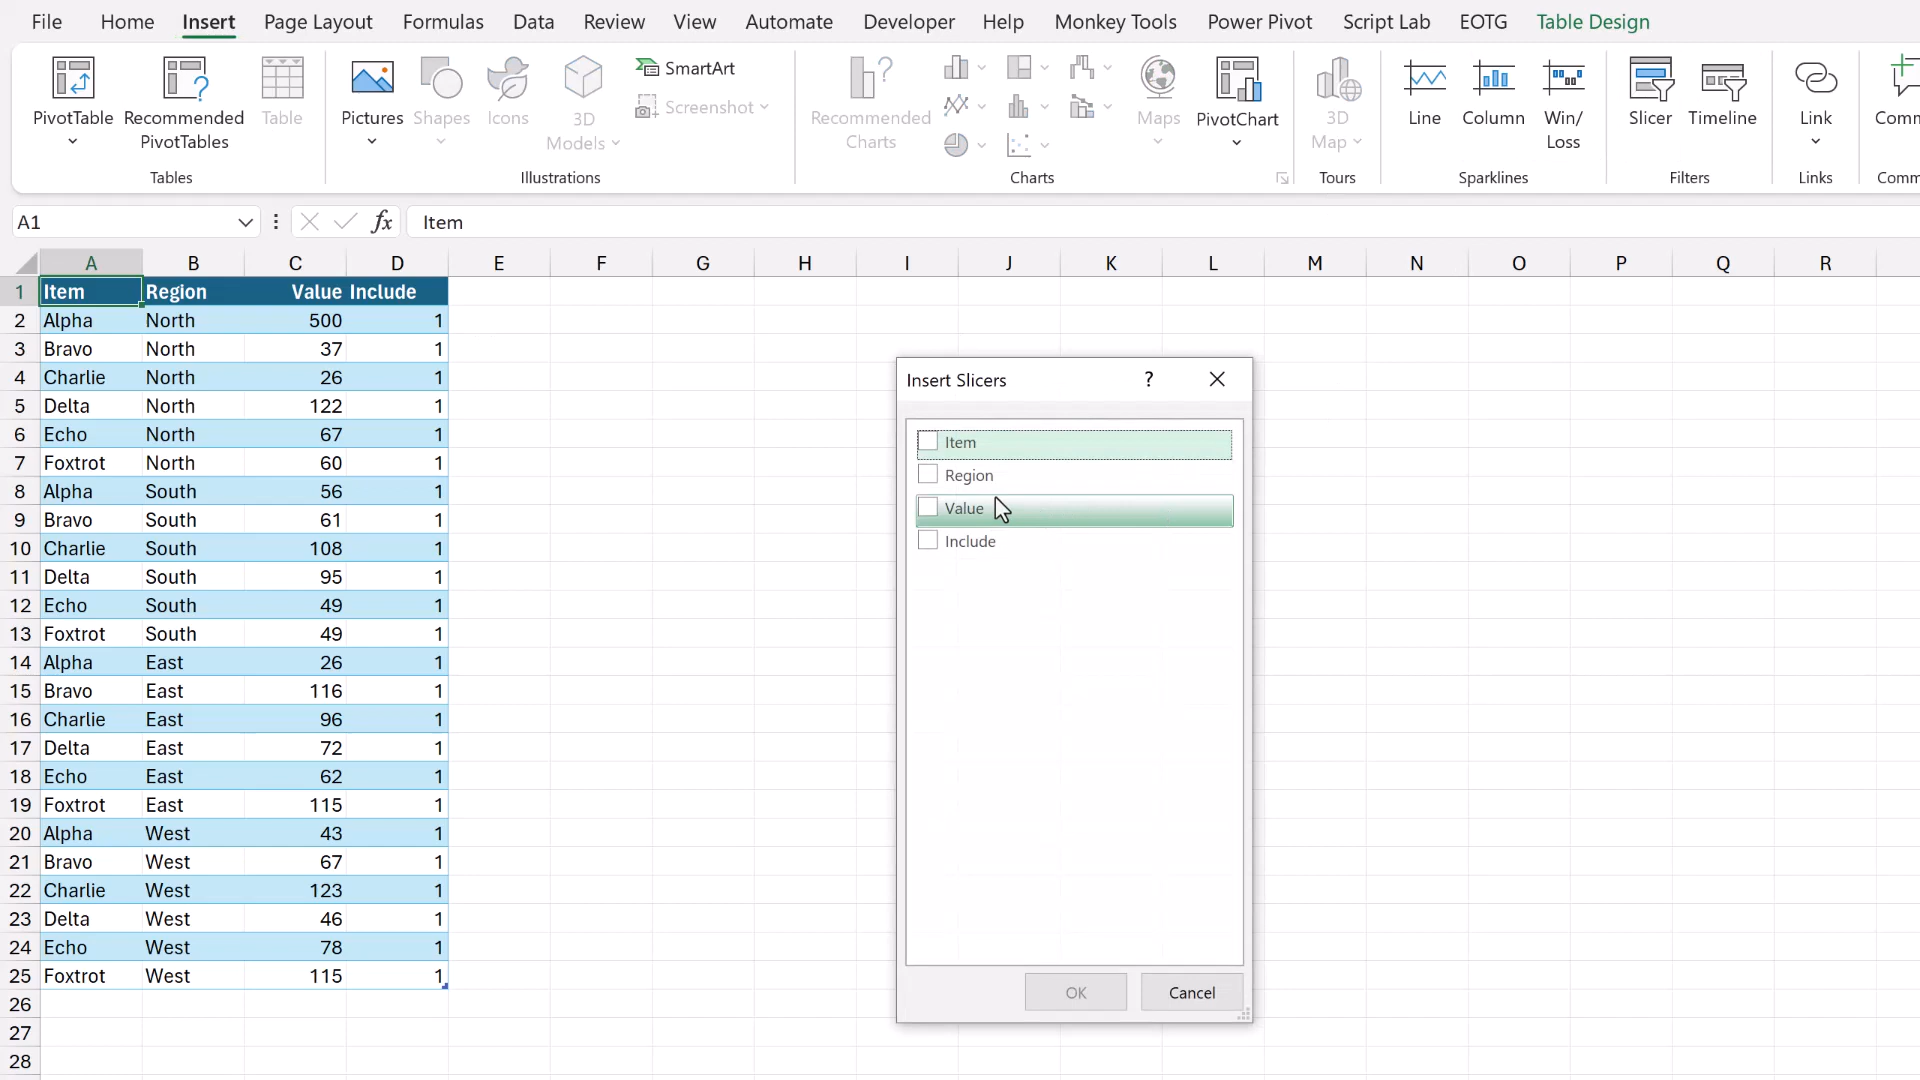 File Home Insert Page Layout Formulas Data Review View Automate Developer Help Monkey Tools Power Pivot Script Lab EOTG Table Design
PivotTable
Recommended
PivotTables
Table
Pictures
Shapes
Icons
3D
Models
SmartArt
Screenshot
Recommended
Charts
Maps
PivotChart
3D
Map
Line
Column
Win/
Loss
Slicer
Timeline
Link
Comm
Tables Illustrations Charts Tours Sparklines Filters Links Comm
A1 fx Item
A B C D E F G H I J K L M N O P Q R
1 Item Region Value Include
2 Alpha North 500 1
3 Bravo North 37 1
4 Charlie North 26 1
5 Delta North 122 1
6 Echo North 67 1
7 Foxtrot North 60 1
8 Alpha South 56 1
9 Bravo South 61 1
10 Charlie South 108 1
11 Delta South 95 1
12 Echo South 49 1
13 Foxtrot South 49 1
14 Alpha East 26 1
15 Bravo East 116 1
16 Charlie East 96 1
17 Delta East 72 1
18 Echo East 62 1
19 Foxtrot East 115 1
20 Alpha West 43 1
21 Bravo West 67 1
22 Charlie West 123 1
23 Delta West 46 1
24 Echo West 78 1
25 Foxtrot West 115 1
26
27
28
Insert Slicers ?
Item
Region
Value
Include
OK Cancel